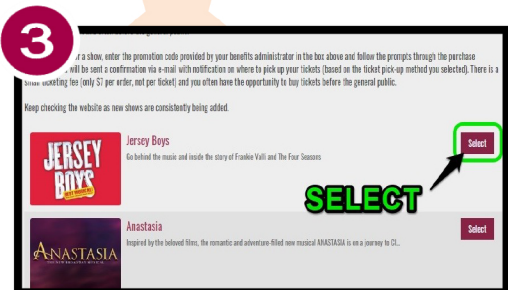 3
r a show, enter the promotion code provided by your benefits administrator in the box above and follow the prompts through the purchase
will be sent a confirmation via e-mail with notification on where to pick up your tickets (based on the ticket pick-up method you selected). There is a
small ticketing fee (only $7 per order, not per ticket) and you often have the opportunity to buy tickets before the general public.
Keep checking the website as new shows are consistently being added.
JERSEY
BOYS
Jersey Boys
Go behind the music and inside the story of Frankie Valli and The Four Seasons
Select
SELECT
ANASTASIA
THE NEW BROADWAY MUSICAL
Anastasia
Inspired by the beloved films, the romantic and adventure-filled new musical ANASTASIA is on a journey to Cl...
Select